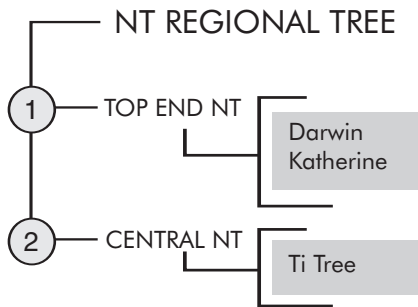 NT REGIONAL TREE
1
TOP END NT
Darwin
Katherine
2
CENTRAL NT
Ti Tree